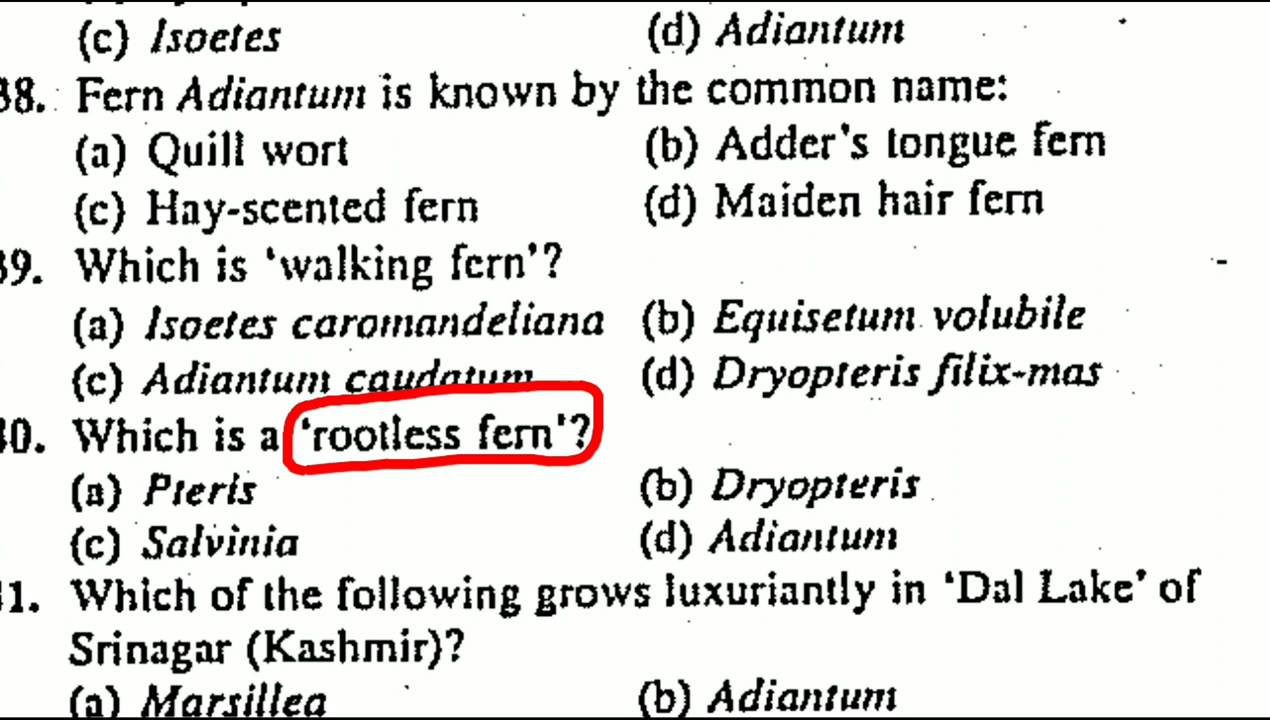 (c) Isoetes (d) Adiantum
38. Fern Adiantum is known by the common name:
(a) Quill wort (b) Adder's tongue fern
(c) Hay-scented fern (d) Maiden hair fern
39. Which is ‘walking fern’?
(a) Isoetes caromandeliana (b) Equisetum volubile
(c) Adiantum caudatum (d) Dryopteris filix-mas
40. Which is a ‘rootless fern’?
(a) Pteris (b) Dryopteris
(c) Salvinia (d) Adiantum
41. Which of the following grows luxuriantly in ‘Dal Lake’ of
Srinagar (Kashmir)?
(a) Marsillea (b) Adiantum